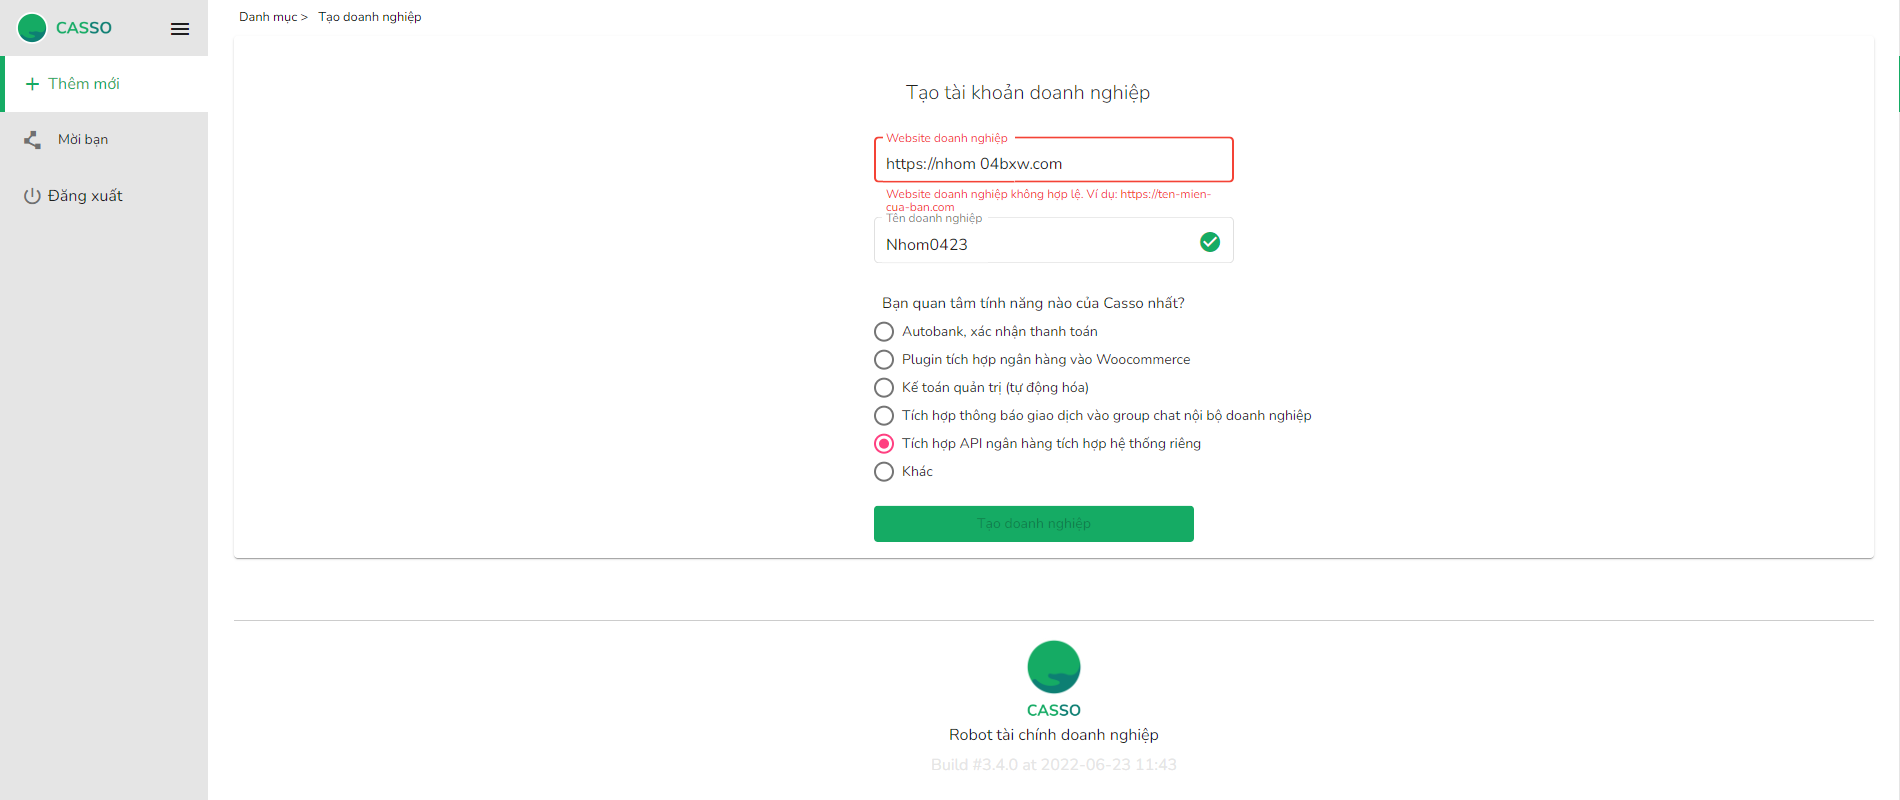 CASSO
Thêm mới
Mời bạn
Đăng xuất
Danh mục > Tạo doanh nghiệp
Tạo tài khoản doanh nghiệp
Website doanh nghiệp
https://nhom 04bxw.com
Website doanh nghiệp không hợp lệ. Ví dụ: https://ten-mien-
cua-ban.com
Tên doanh nghiệp
Nhom0423
Bạn quan tâm tính năng nào của Casso nhất?
Autobank, xác nhận thanh toán
Plugin tích hợp ngân hàng vào Woocommerce
Kế toán quản trị (tự động hóa)
Tích hợp thông báo giao dịch vào group chat nội bộ doanh nghiệp
Tích hợp API ngân hàng tích hợp hệ thống riêng
Khác
Tạo doanh nghiệp
CASSO
Robot tài chính doanh nghiệp
Build #3.4.0 at 2022-06-23 11:43